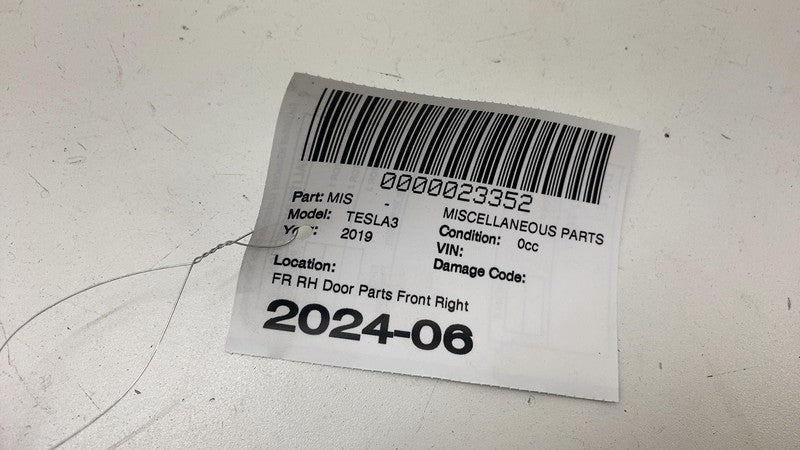 0000023352
Part: MIS - MISCELLANEOUS PARTS
Model: TESLA3 Condition: 0cc
2019 VIN:
Damage Code:
Location:
FR RH Door Parts Front Right
2024-06